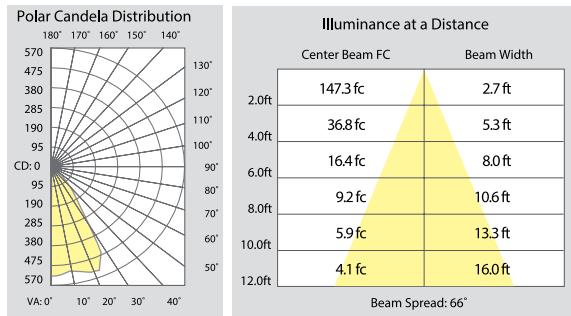 Polar Candela Distribution
180˚ 170˚ 160˚ 150˚ 140˚
570
475
380
285
190
95
CD: 0
95
190
285
380
475
570
130˚
120˚
110˚
100˚
90˚
80˚
70˚
60˚
50˚
VA: 0˚ 10˚ 20˚ 30˚ 40˚
Illuminance at a Distance
Center Beam FC Beam Width
147.3 fc 2.7 ft
2.0ft
36.8 fc 5.3 ft
4.0ft
16.4 fc 8.0 ft
6.0ft
9.2 fc 10.6 ft
8.0ft
5.9 fc 13.3 ft
10.0ft
4.1 fc 16.0 ft
12.0ft
Beam Spread: 66˚